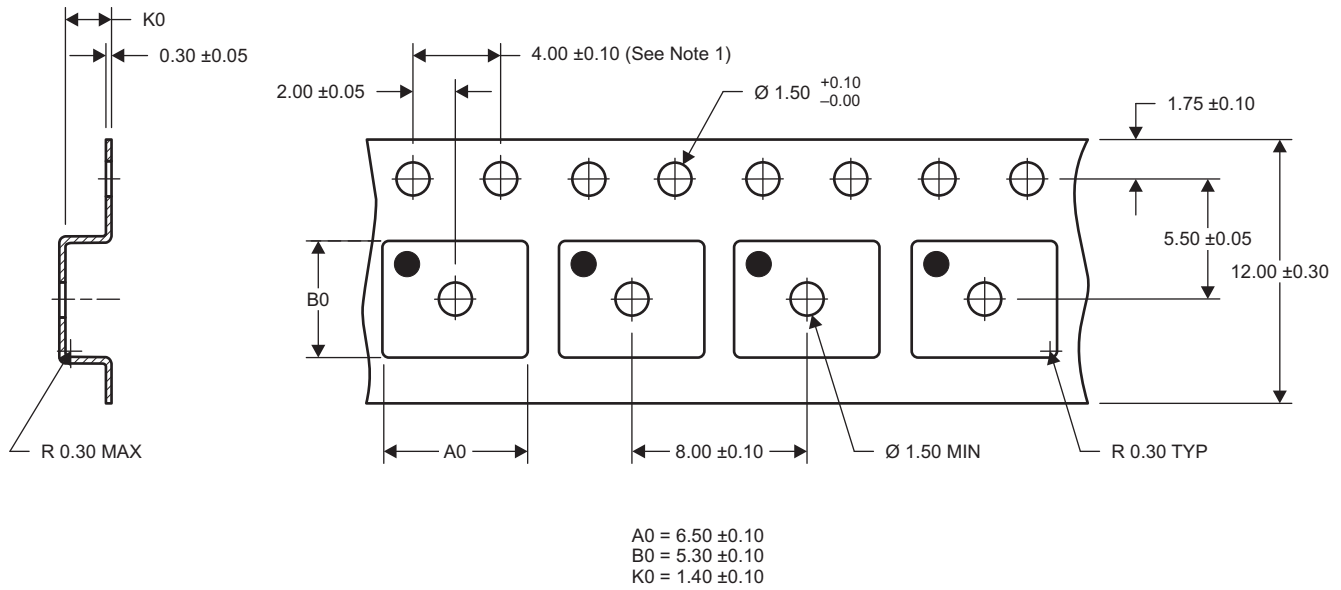 K0
0.30 ±0.05
4.00 ±0.10 (See Note 1)
2.00 ±0.05
Ø 1.50 +0.10 –0.00
1.75 ±0.10
5.50 ±0.05
12.00 ±0.30
B0
R 0.30 MAX
A0
8.00 ±0.10
Ø 1.50 MIN
R 0.30 TYP
A0 = 6.50 ±0.10
B0 = 5.30 ±0.10
K0 = 1.40 ±0.10